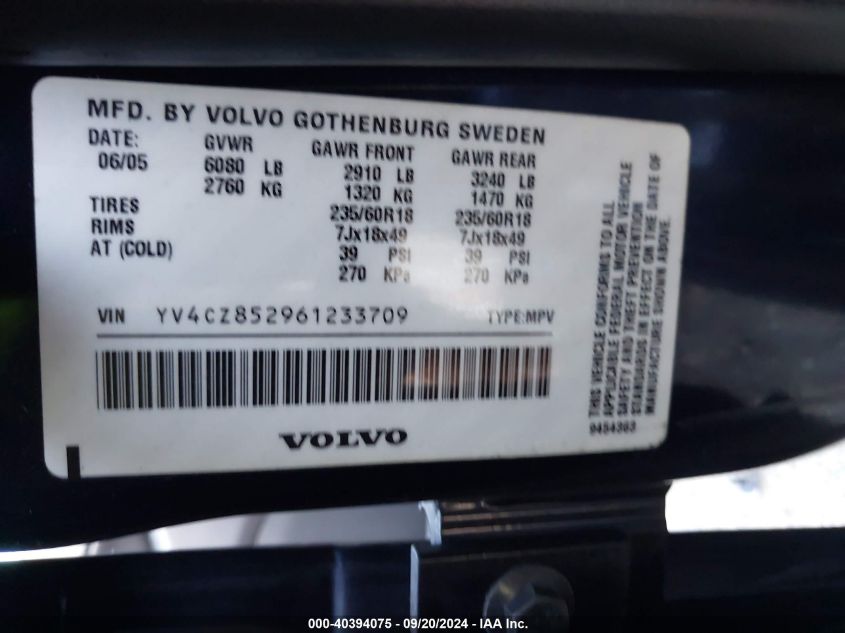 MFD. BY VOLVO GOTHENBURG SWEDEN
DATE: GVWR GAWR FRONT GAWR REAR
06/05 6080 LB 2910 LB 3240 LB
2760 KG 1320 KG 1470 KG
TIRES 235/60R18 235/60R18
RIMS 7Jx18x49 7Jx18x49
AT (COLD) 39 PSI 39 PSI
270 KPa 270 KPa
VIN YV4CZ852961233709 TYPE:MPV
VOLVO
THIS VEHICLE CONFORMS TO ALL
APPLICABLE FEDERAL MOTOR VEHICLE
SAFETY AND THEFT PREVENTION
STANDARDS IN EFFECT ON THE DATE OF
MANUFACTURE SHOWN ABOVE.
9454363
000-40394075 - 09/20/2024 - IAA Inc.